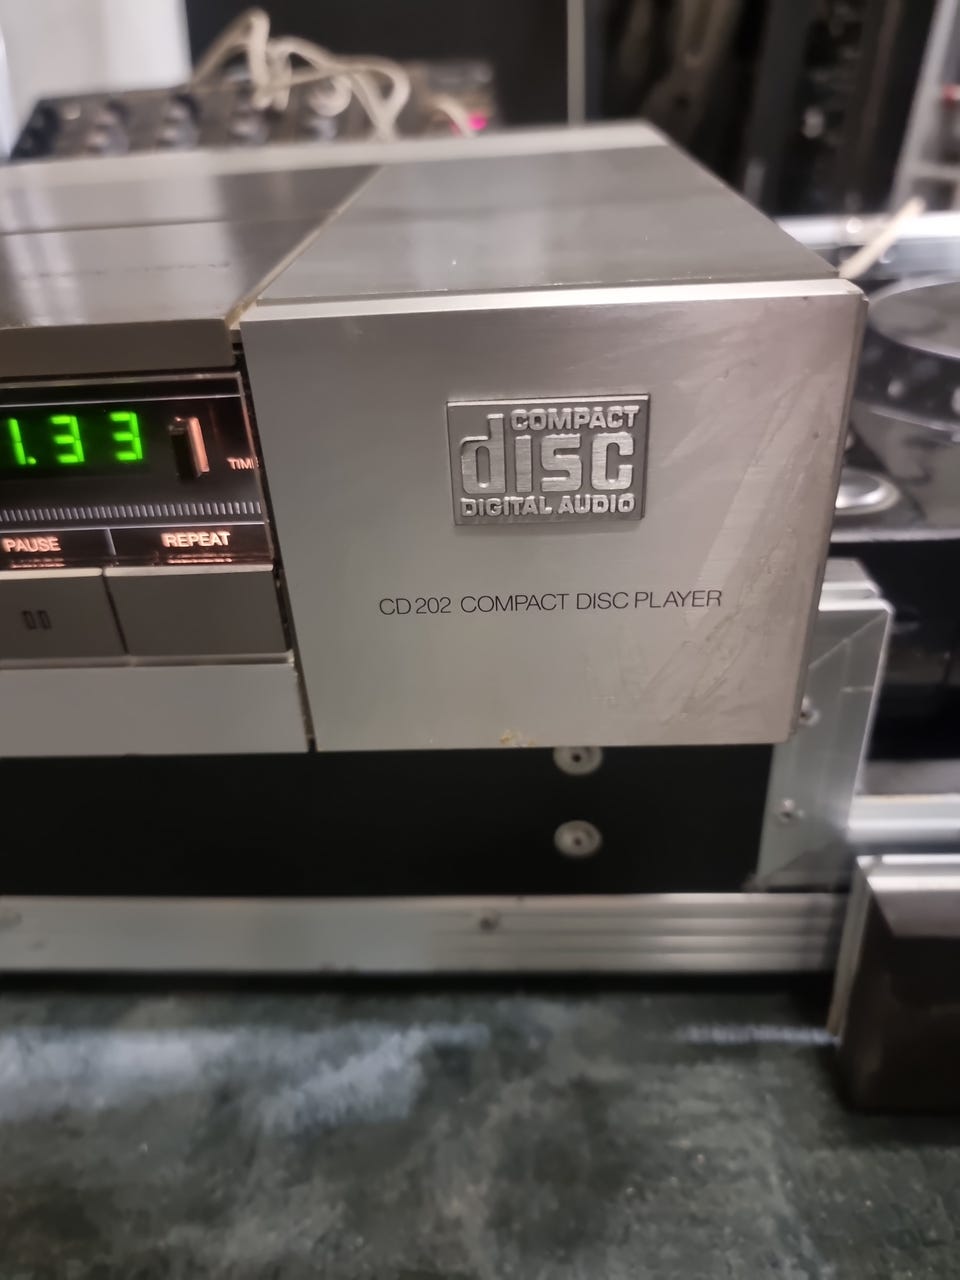 COMPACT
disc
DIGITAL AUDIO
1.33
PAUSE
REPEAT
CD 202 COMPACT DISC PLAYER